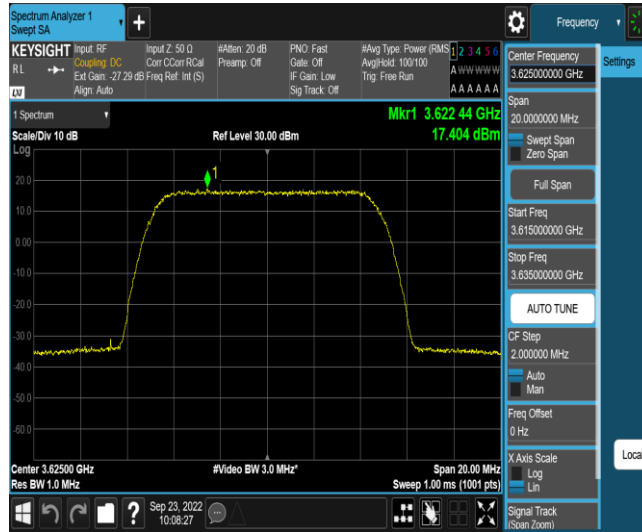 Spectrum Analyzer 1
Swept SA
+
Frequency
KEYSIGHT
RL
LXI
Input: RF
Coupling: DC
Ext Gain: -27.29 dB
Align: Auto
Input Z: 50 Ω
Corr CCorr RCal
Freq Ref: Int (S)
#Atten: 20 dB
Preamp: Off
PNO: Fast
Gate: Off
IF Gain: Low
Sig Track: Off
#Avg Type: Power (RMS
Avg|Hold: 100/100
Trig: Free Run
1 2 3 4 5 6
A W W W W W
A A A A A A
1 Spectrum
Scale/Div 10 dB
Log
Ref Level 30.00 dBm
Mkr1 3.622 44 GHz
17.404 dBm
1
20.0
10.0
0.00
-10.0
-20.0
-30.0
-40.0
-50.0
-60.0
Center 3.62500 GHz
Res BW 1.0 MHz
#Video BW 3.0 MHz*
Span 20.00 MHz
Sweep 1.00 ms (1001 pts)
Center Frequency
3.625000000 GHz
Span
20.0000000 MHz
Swept Span
Zero Span
Full Span
Start Freq
3.615000000 GHz
Stop Freq
3.635000000 GHz
AUTO TUNE
CF Step
2.000000 MHz
Auto
Man
Freq Offset
0 Hz
X Axis Scale
Log
Lin
Signal Track
(Span Zoom)
Settings
Local
?
Sep 23, 2022
10:08:27